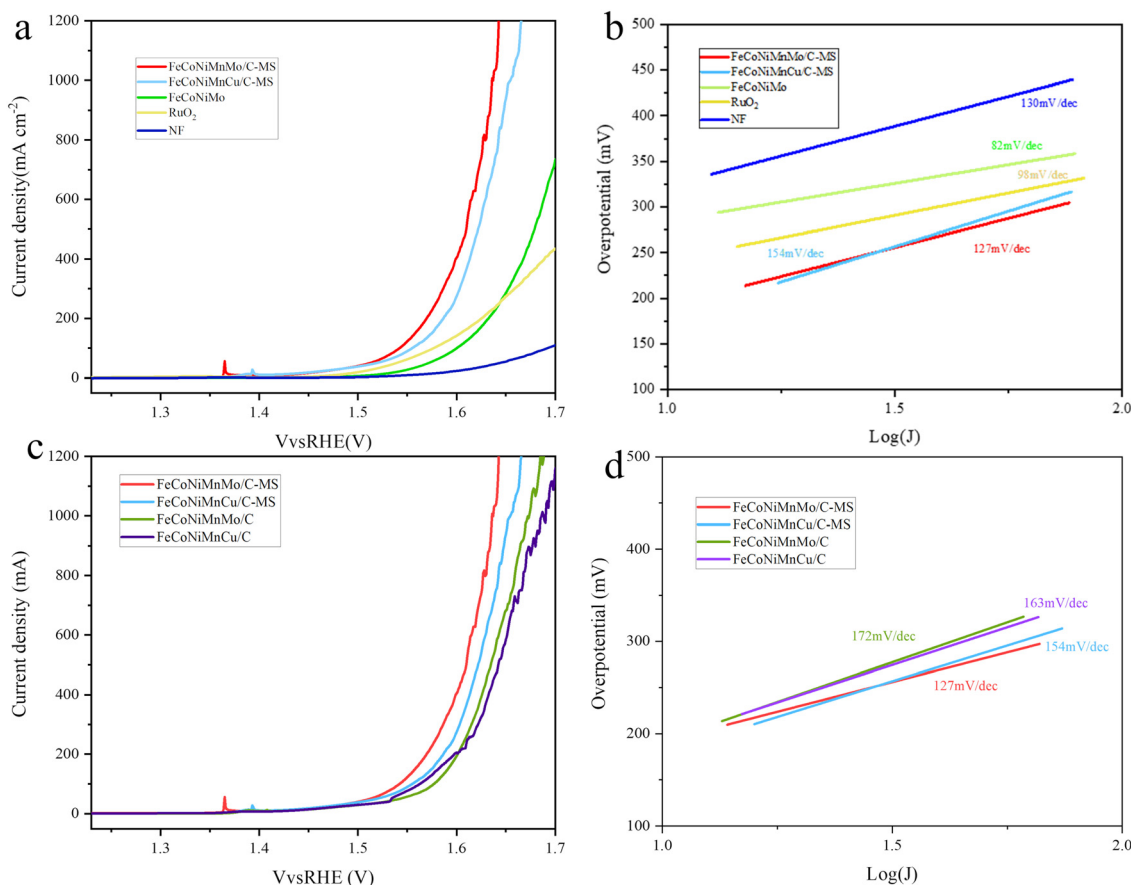 a
1200
1000
800
600
400
200
0
Current density(mA cm⁻²)
FeCoNiMnMo/C-MS
FeCoNiMnCu/C-MS
FeCoNiMo
RuO₂
NF
1.3
1.4
1.5
1.6
1.7
VvsRHE(V)
b
500
450
400
350
300
250
200
150
100
Overpotential (mV)
FeCoNiMnMo/C-MS
FeCoNiMnCu/C-MS
FeCoNiMo
RuO₂
NF
130mV/dec
82mV/dec
98mV/dec
154mV/dec
127mV/dec
1.0
1.5
2.0
Log(J)
c
1200
1000
800
600
400
200
0
Current density (mA)
FeCoNiMnMo/C-MS
FeCoNiMnCu/C-MS
FeCoNiMnMo/C
FeCoNiMnCu/C
1.3
1.4
1.5
1.6
1.7
VvsRHE (V)
d
500
400
300
200
100
Overpotential (mV)
FeCoNiMnMo/C-MS
FeCoNiMnCu/C-MS
FeCoNiMnMo/C
FeCoNiMnCu/C
163mV/dec
172mV/dec
154mV/dec
127mV/dec
1.0
1.5
2.0
Log(J)